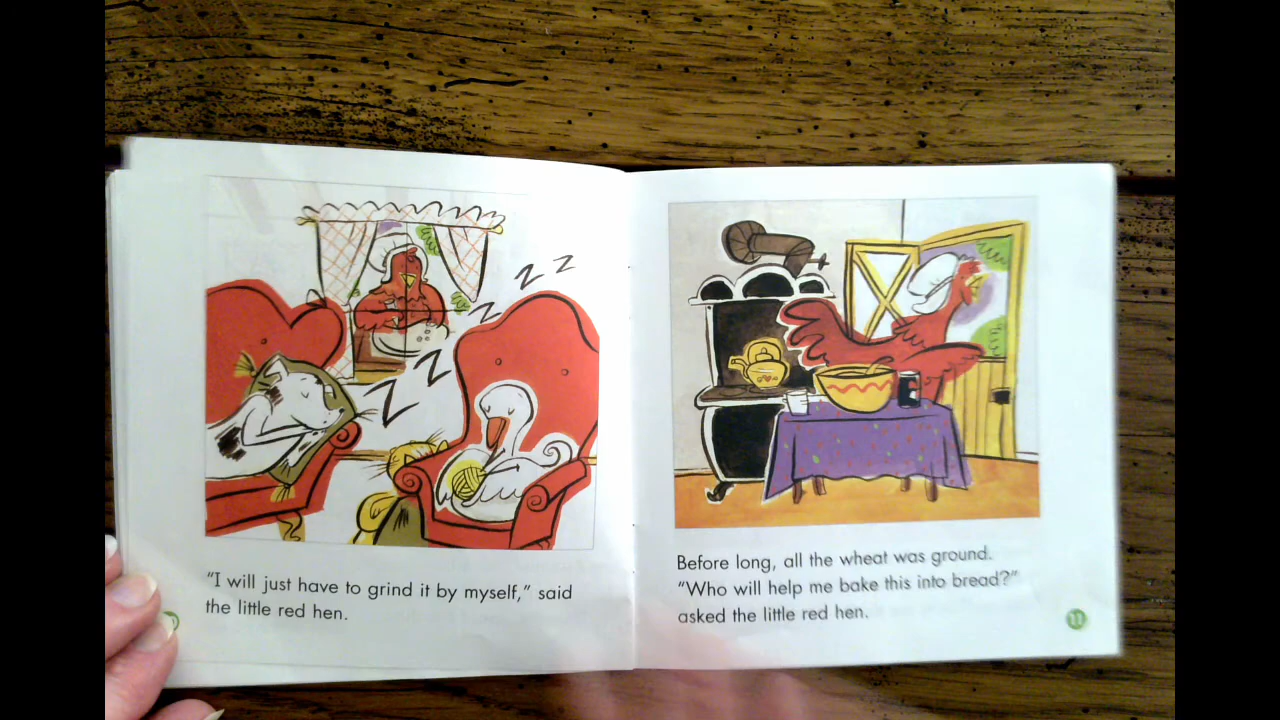 Z Z
Z
Z
Z
"I will just have to grind it by myself," said
the little red hen.
Before long, all the wheat was ground.
"Who will help me bake this into bread?"
asked the little red hen.
11